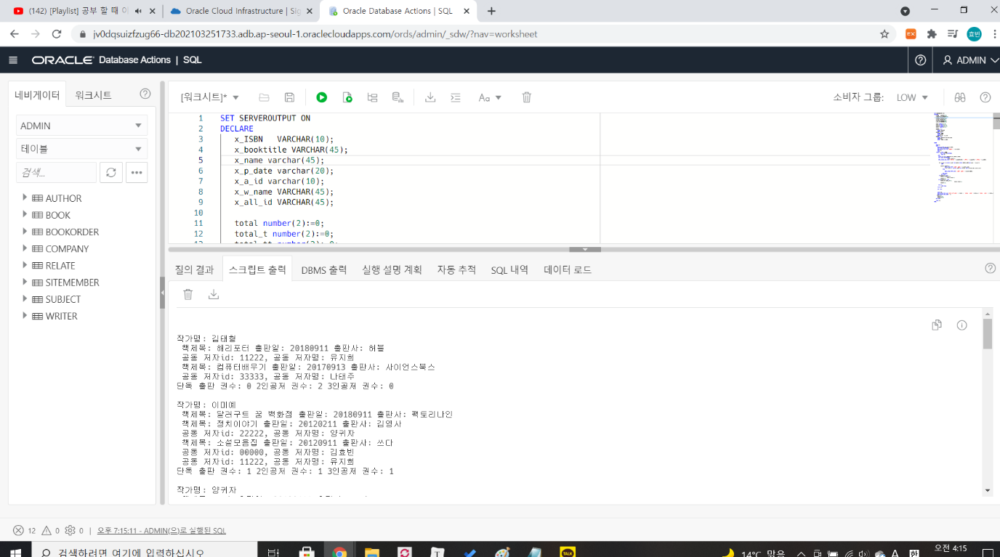 (142) [Playlist] 공부 할 때 이
Oracle Cloud Infrastructure | Sig
Oracle Database Actions | SQL
jv0dqsuizfzug66-db202103251733.adb.ap-seoul-1.oraclecloudapps.com/ords/admin/_sdw/?nav=worksheet
EX
효빈
ORACLE Database Actions | SQL
ADMIN
네비게이터
워크시트
[워크시트]*
Aa
소비자 그룹: LOW
ADMIN
테이블
검색...
AUTHOR
BOOK
BOOKORDER
COMPANY
RELATE
SITEMEMBER
SUBJECT
WRITER
1 SET SERVEROUTPUT ON
2 DECLARE
3 x_ISBN VARCHAR(10);
4 x_booktitle VARCHAR(45);
5 x_name varchar(45);
6 x_p_date varchar(20);
7 x_a_id varchar(10);
8 x_w_name VARCHAR(45);
9 x_all_id VARCHAR(45);
10
11 total number(2):=0;
12 total_t number(2):=0;
질의 결과
스크립트 출력
DBMS 출력
실행 설명 계획
자동 추적
SQL 내역
데이터 로드
작가명: 김태형
책제목: 해리포터 출판일: 20180911 출판사: 허블
공동 저자id: 11222, 공동 저자명: 유지희
책제목: 컴퓨터배우기 출판일: 20170913 출판사: 사이언스북스
공동 저자id: 33333, 공동 저자명: 나태주
단독 출판 권수: 0 2인공저 권수: 2 3인공저 권수: 0
작가명: 이미예
책제목: 달러구트 꿈 백화점 출판일: 20180911 출판사: 팩토리나인
책제목: 정치이야기 출판일: 20120211 출판사: 김영사
공동 저자id: 22222, 공동 저자명: 양귀자
책제목: 소설모음집 출판일: 20120911 출판사: 쓰다
공동 저자id: 00000, 공동 저자명: 김효빈
공동 저자id: 11222, 공동 저자명: 유지희
단독 출판 권수: 1 2인공저 권수: 1 3인공저 권수: 1
작가명: 양귀자
12 0 0 | 오후 7:15:11 - ADMIN(으)로 실행된 SQL
검색하려면 여기에 입력하십시오
TALK
14°C 맑음
A
한
오전 4:15